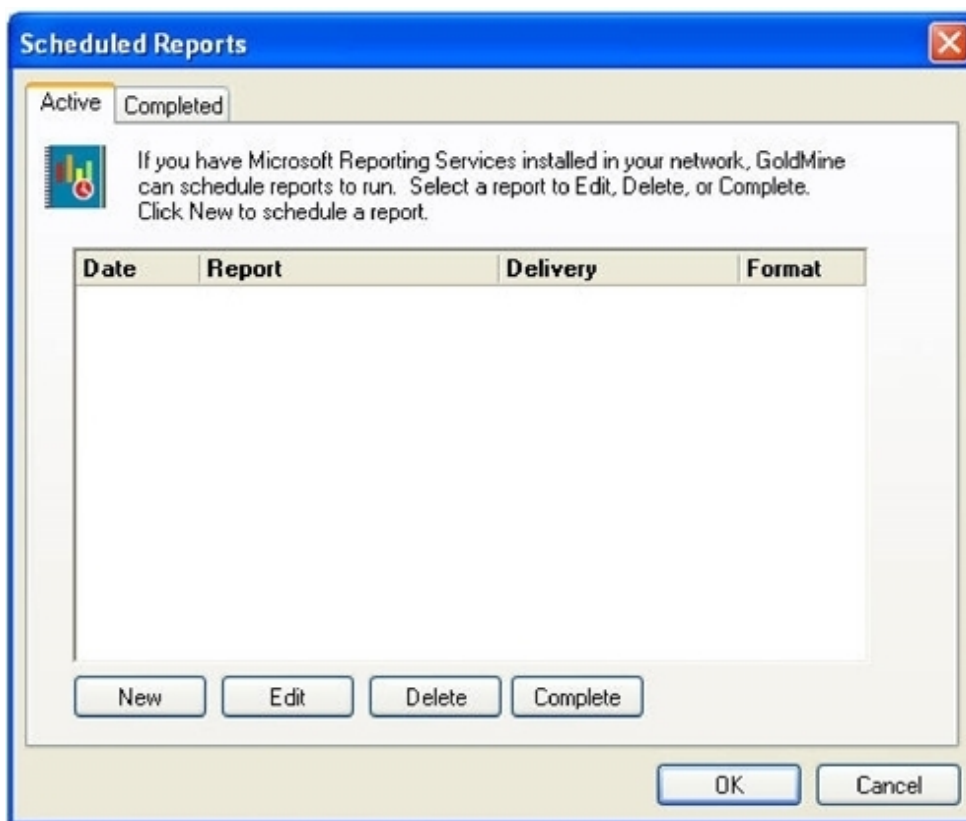 Scheduled Reports
Active Completed
If you have Microsoft Reporting Services installed in your network, GoldMine
can schedule reports to run. Select a report to Edit, Delete, or Complete.
Click New to schedule a report.
Date Report Delivery Format
New Edit Delete Complete
OK Cancel